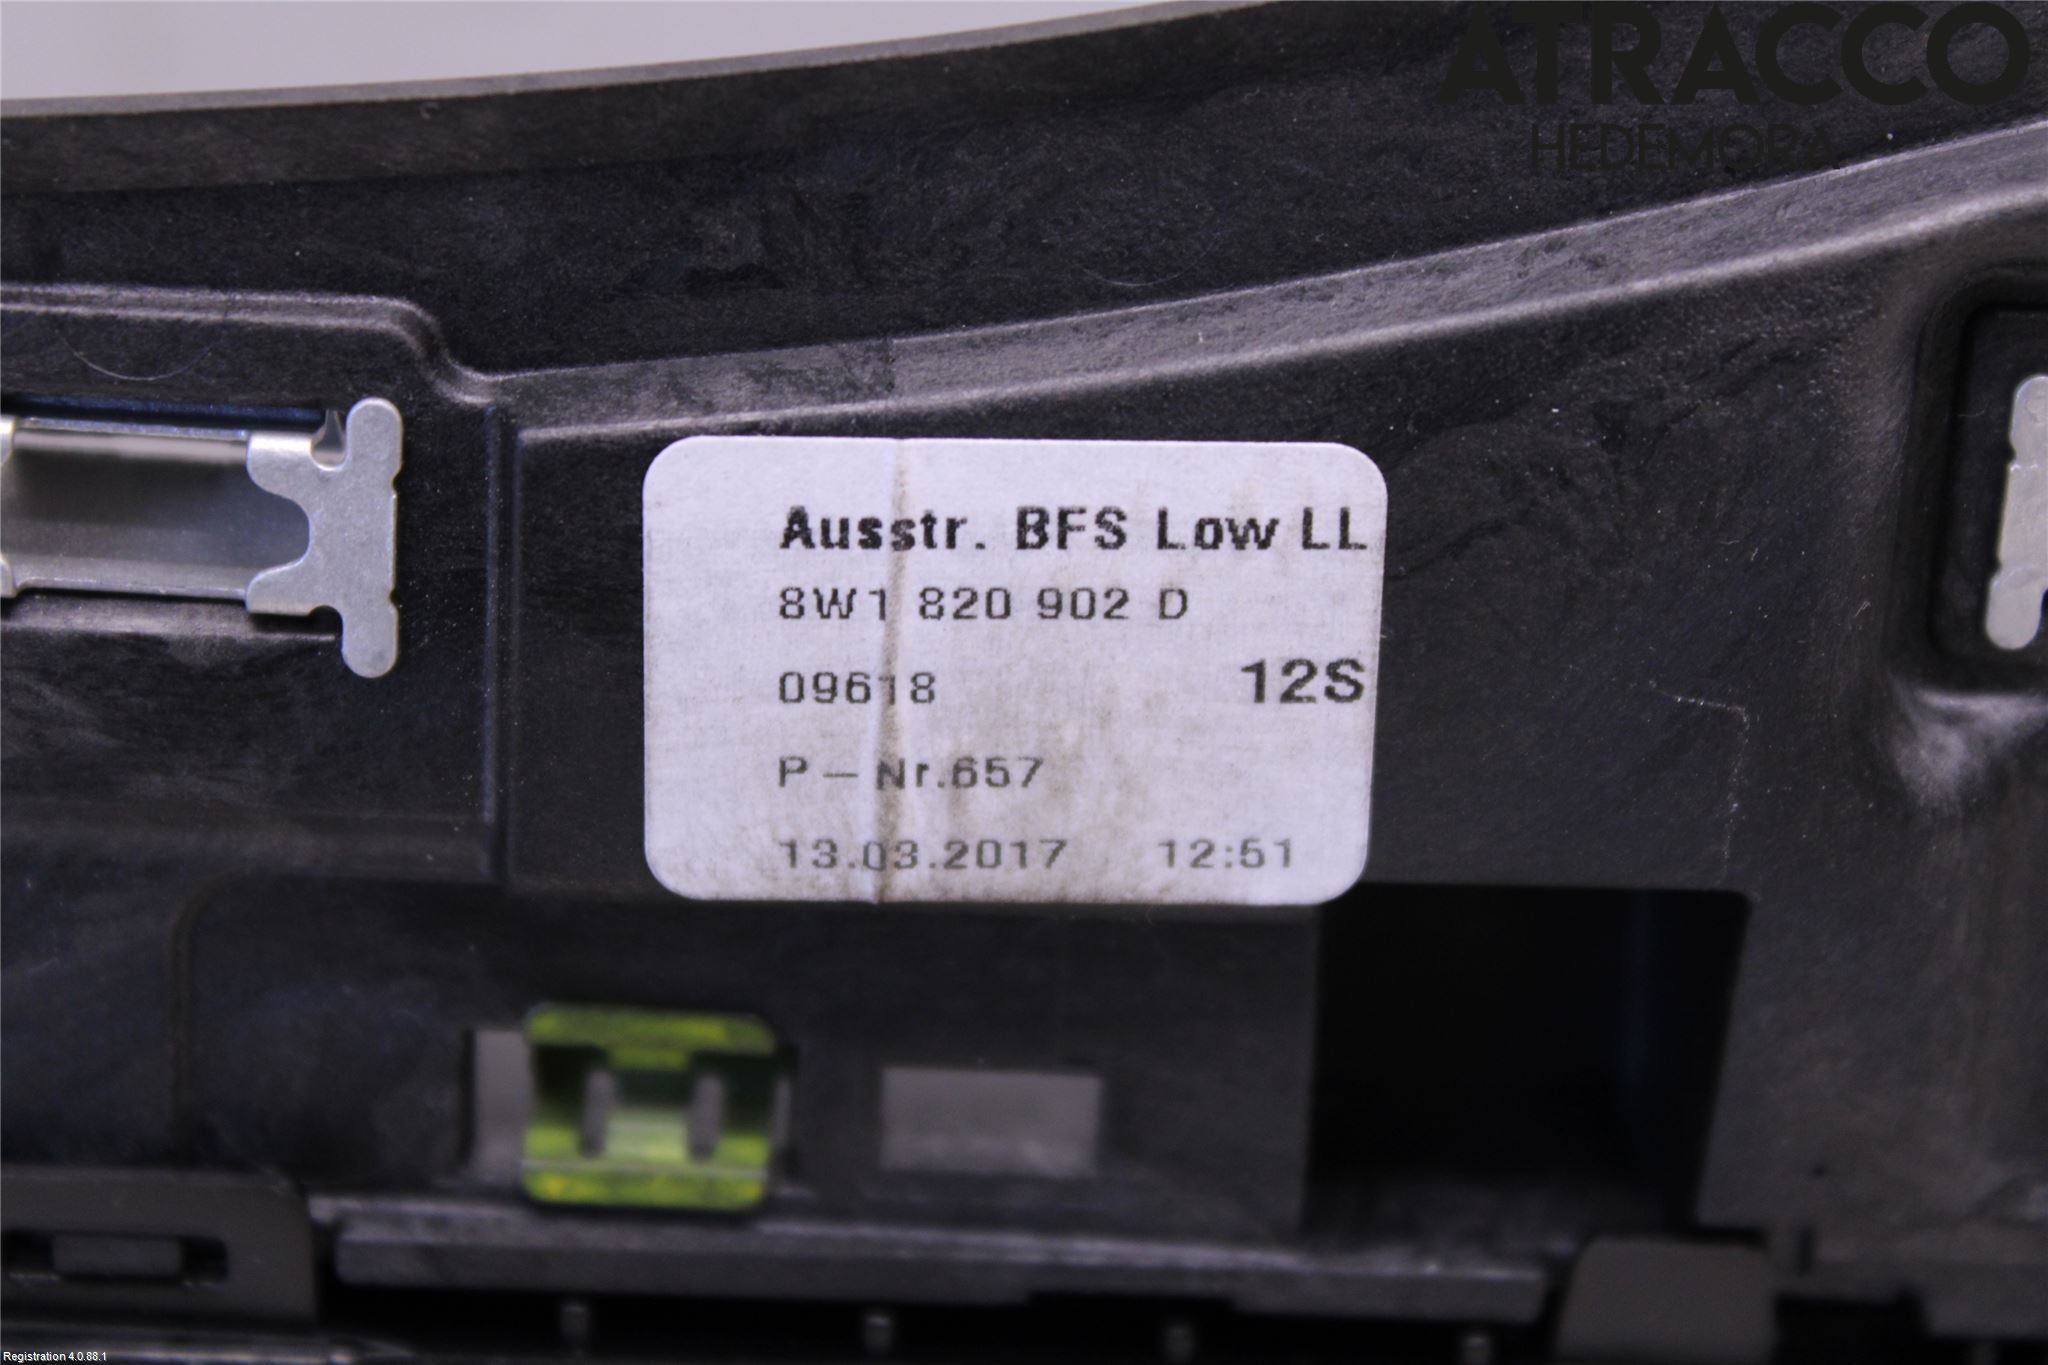 ATRACCO
HEDEMORA
Ausstr. BFS Low LL
8W1 820 902 D
09618 12S
P-Nr.657
13.03.2017 12:51
Registration 4.0.88.1